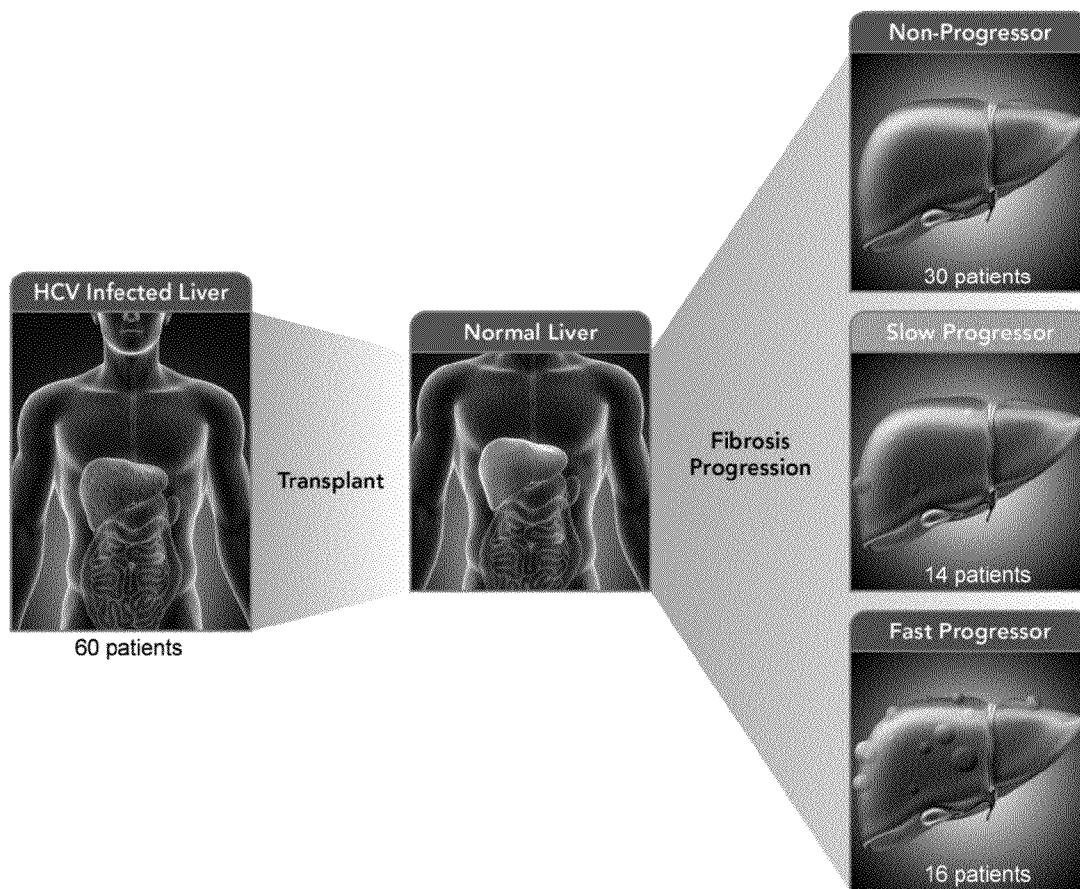 HCV Infected Liver
60 patients
Transplant
Normal Liver
Fibrosis
Progression
Non-Progressor
30 patients
Slow Progressor
14 patients
Fast Progressor
16 patients